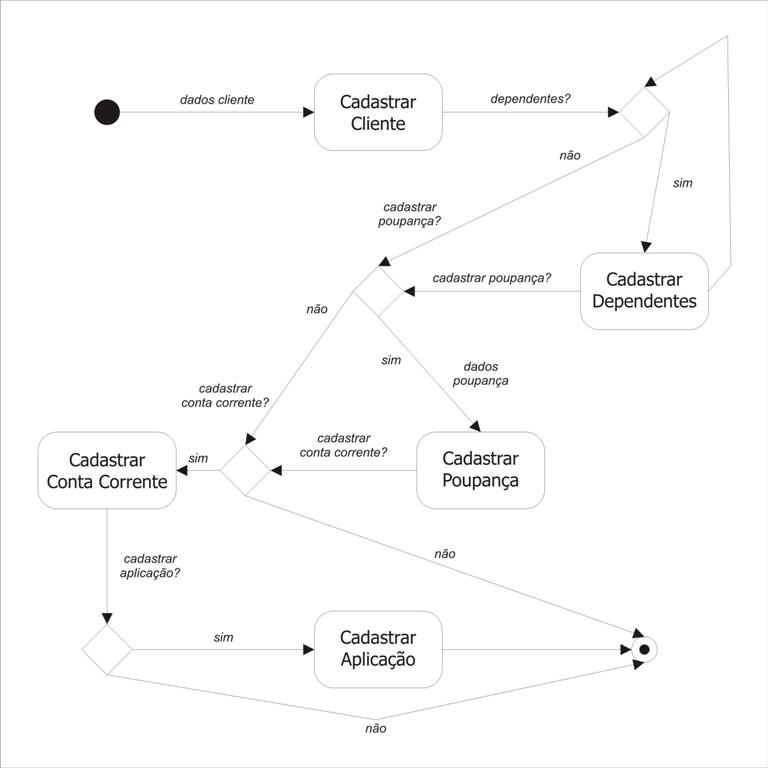 dados cliente
Cadastrar
Cliente
dependentes?
não
sim
cadastrar
poupança?
Cadastrar
Dependentes
cadastrar poupança?
não
sim
dados
poupança
cadastrar
conta corrente?
Cadastrar
Conta Corrente
sim
cadastrar
conta corrente?
Cadastrar
Poupança
não
cadastrar
aplicação?
sim
Cadastrar
Aplicação
não